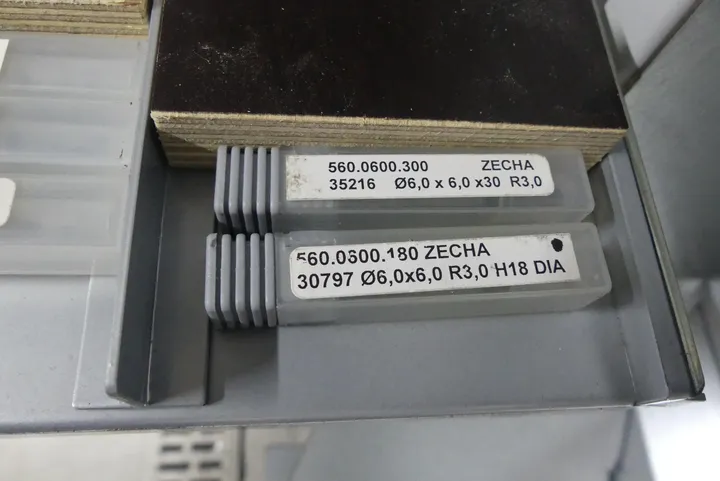 560.0600.300 ZECHA
35216 Ø6,0 x 6,0 x30 R3,0
560.0600.180 ZECHA
30797 Ø6,0x6,0 R3,0 H18 DIA